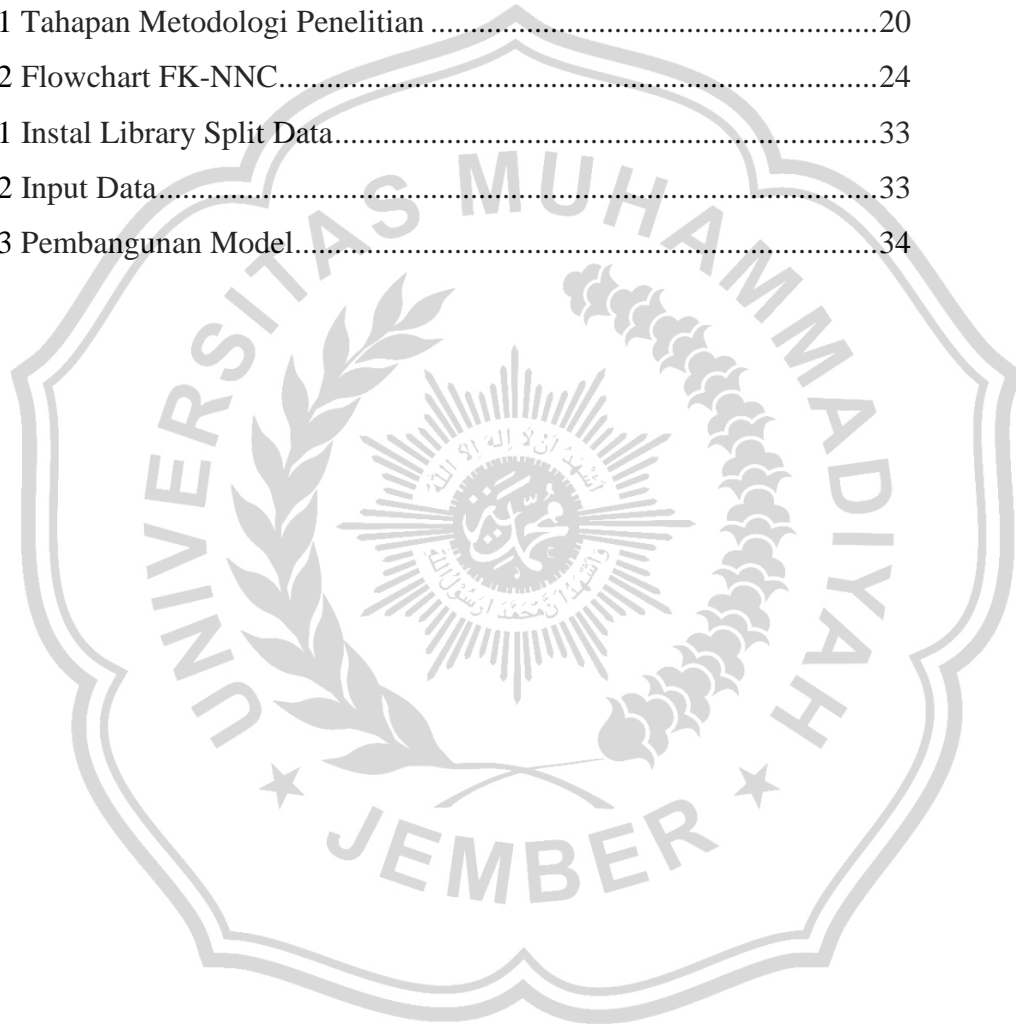 1 Tahapan Metodologi Penelitian ..........................................................20
2 Flowchart FK-NNC............................................................................24
1 Instal Library Split Data.....................................................................33
2 Input Data...........................................................................................33
3 Pembangunan Model..........................................................................34
UNIVERSITAS MUHAMMADIYAH
JEMBER